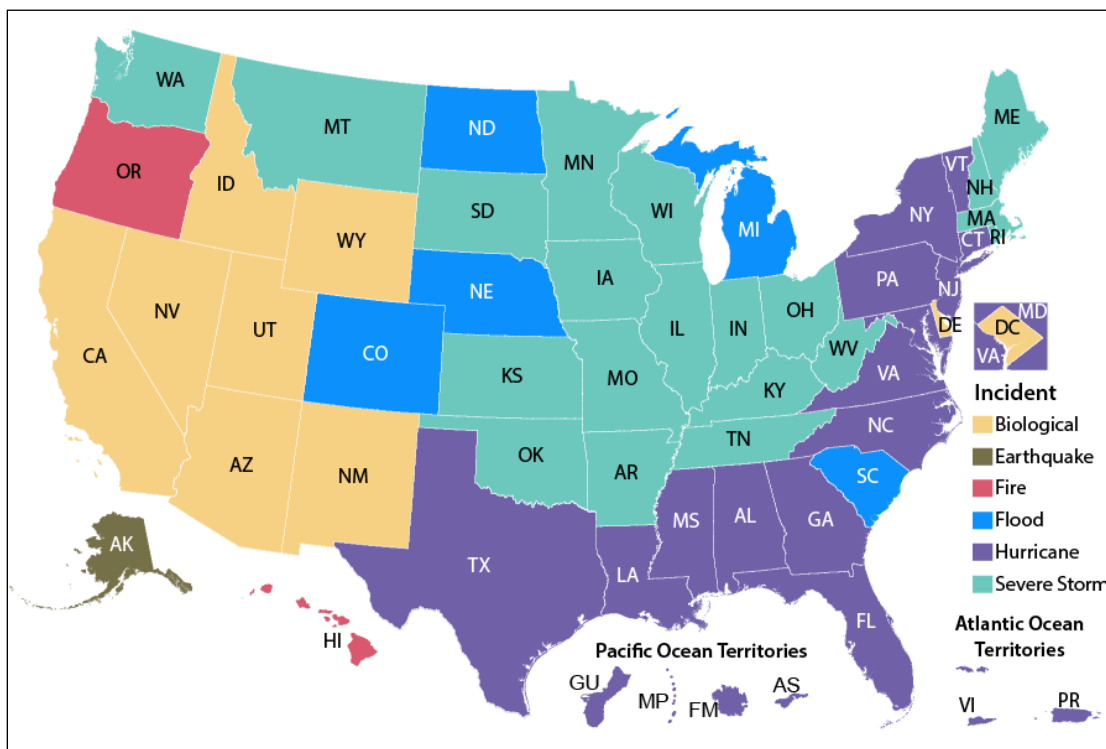 WA
MT
ND
MN
ME
OR
ID
SD
WI
MI
VT
NH
NY
MA
CT
RI
WY
IA
PA
NJ
NE
NV
UT
CO
IL
IN
OH
DE
MD
DC
VA
CA
KS
MO
WV
VA
KY
NC
AZ
NM
OK
AR
TN
SC
MS
AL
GA
TX
LA
FL
AK
HI
Incident
Biological
Earthquake
Fire
Flood
Hurricane
Severe Storm
Atlantic Ocean
Territories
VI
PR
Pacific Ocean Territories
GU
MP
FM
AS